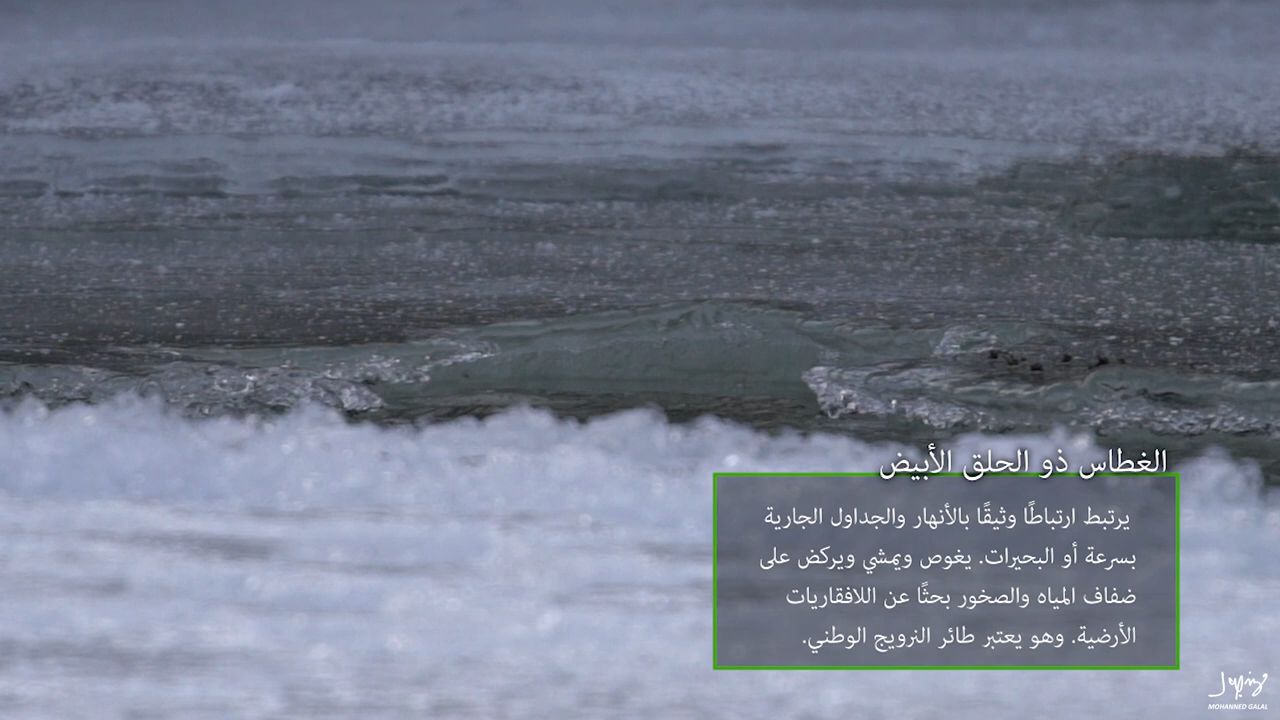 الغطاس ذو الحلق الأبيض
يرتبط ارتباطًا وثيقًا بالأنهار والجداول الجارية
بسرعة أو البحيرات. يغوص ويمشي ويركض على
ضفاف المياه والصخور بحثًا عن اللافقاريات
الأرضية. وهو يعتبر طائر النرويج الوطني.
MOHANNED GALAL